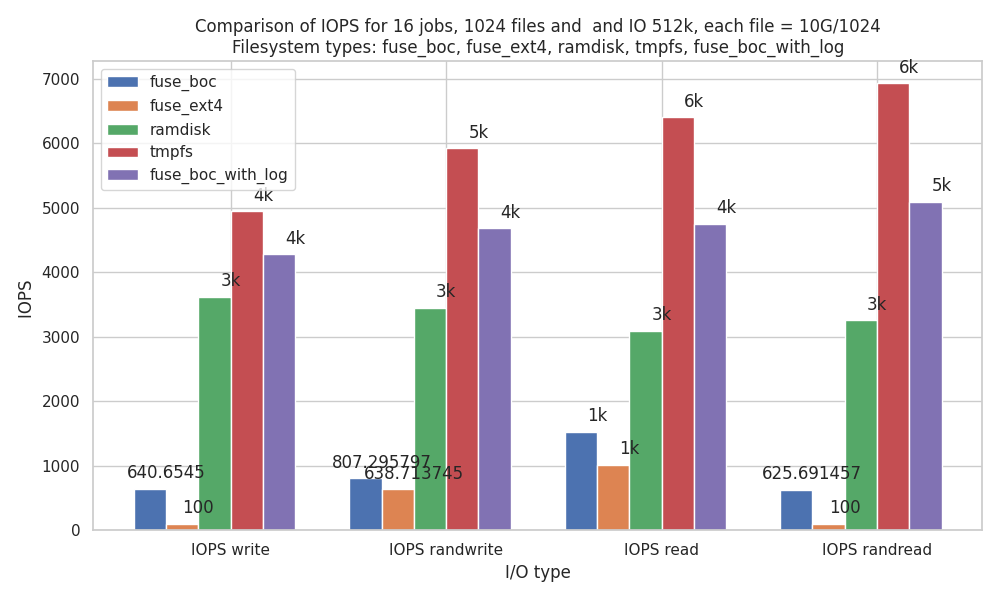 Comparison of IOPS for 16 jobs, 1024 files and  and IO 512k, each file = 10G/1024
Filesystem types: fuse_boc, fuse_ext4, ramdisk, tmpfs, fuse_boc_with_log
fuse_boc
fuse_ext4
ramdisk
tmpfs
fuse_boc_with_log
IOPS
7000
6000
5000
4000
3000
2000
1000
0
640.6545
100
3k
4k
4k
807.295797
638.713745
3k
5k
4k
1k
1k
3k
6k
4k
625.691457
100
3k
6k
5k
IOPS write
IOPS randwrite
IOPS read
IOPS randread
I/O type